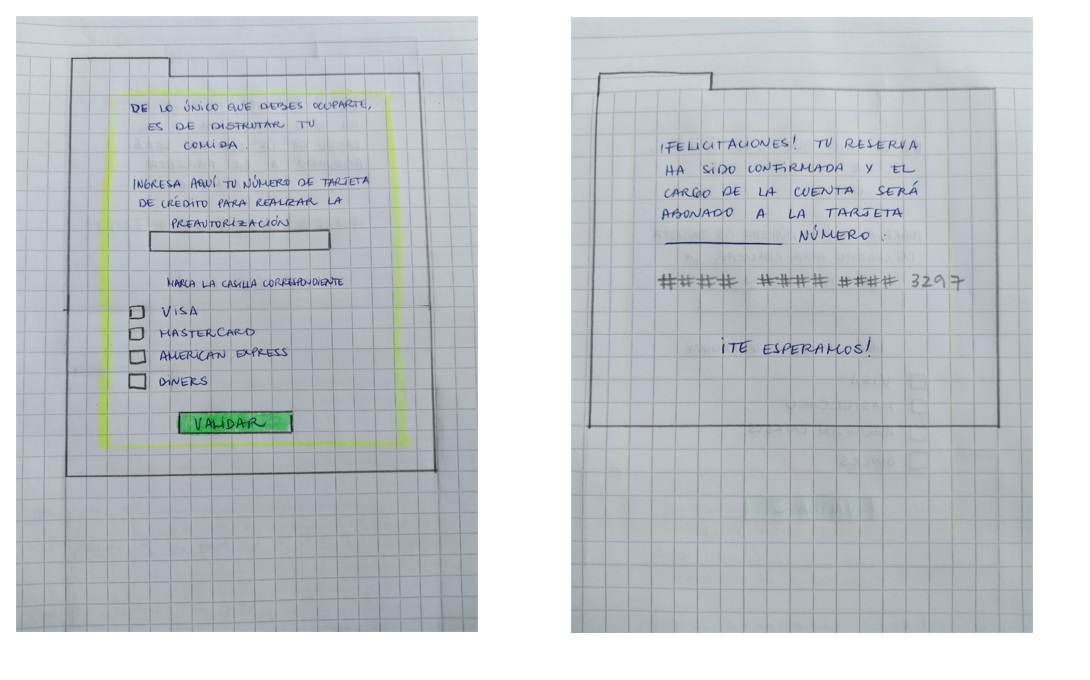 DE LO ÚNICO QUE DEBES OCUPARTE,
ES DE DISFRUTAR TU
COMIDA.
INGRESA AQUÍ TU NÚMERO DE TARJETA
DE CRÉDITO PARA REALIZAR LA
PREAUTORIZACIÓN
MARCA LA CASILLA CORRESPONDIENTE
VISA
MASTERCARD
AMERICAN EXPRESS
DINERS
VALIDAR
¡FELICITACIONES! TU RESERVA
HA SIDO CONFIRMADA Y EL
CARGO DE LA CUENTA SERÁ
ABONADO A LA TARJETA
____________ NÚMERO:
#### #### #### 3297
¡TE ESPERAMOS!